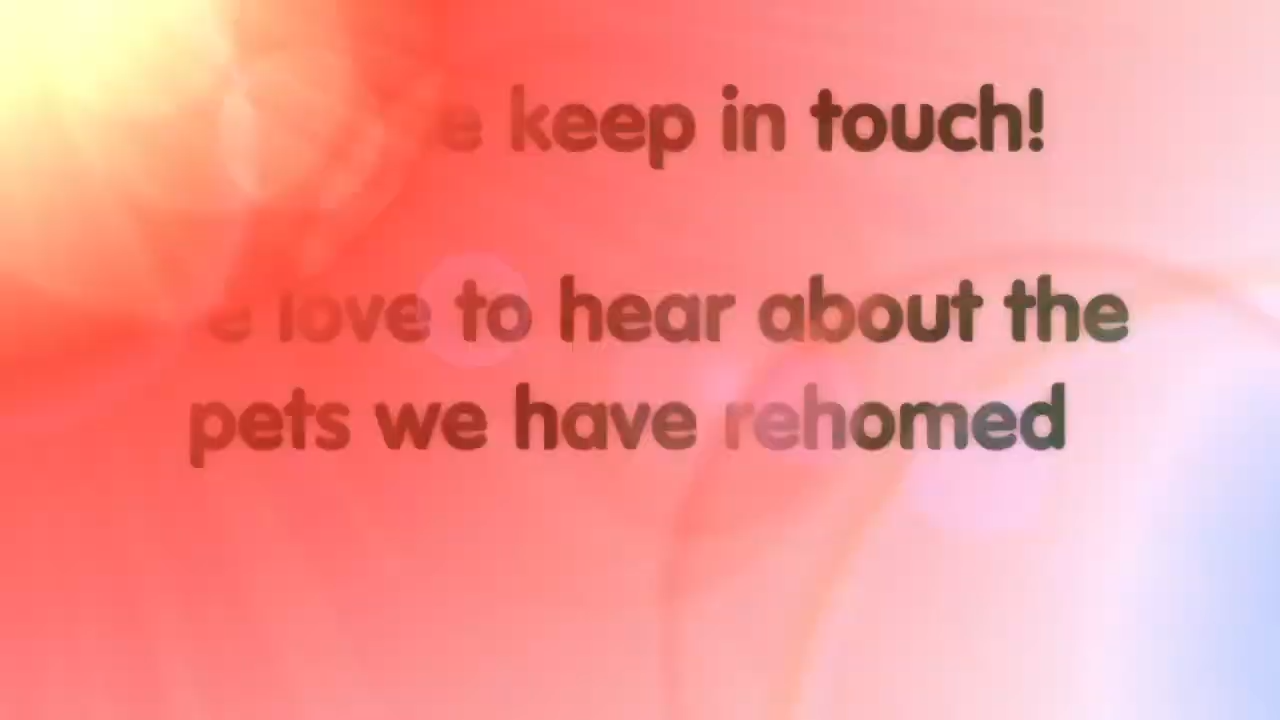 keep in touch!
love to hear about the
pets we have rehomed